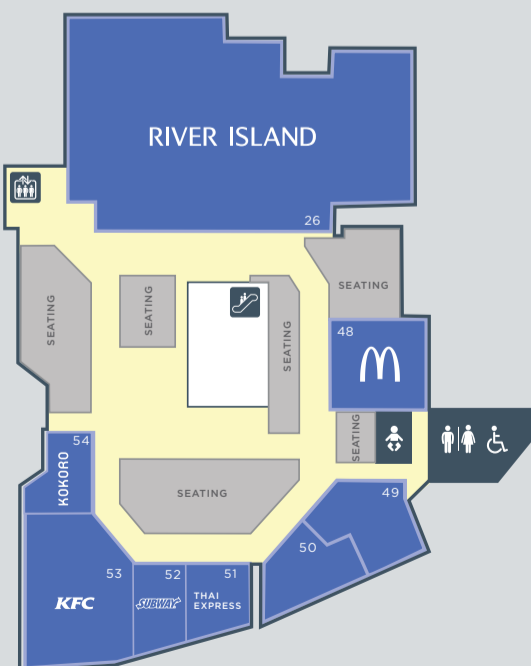 RIVER ISLAND
26
SEATING
SEATING
SEATING
SEATING
48
SEATING
54
KOKORO
SEATING
49
50
53
KFC
52
SUBWAY
51
THAI
EXPRESS